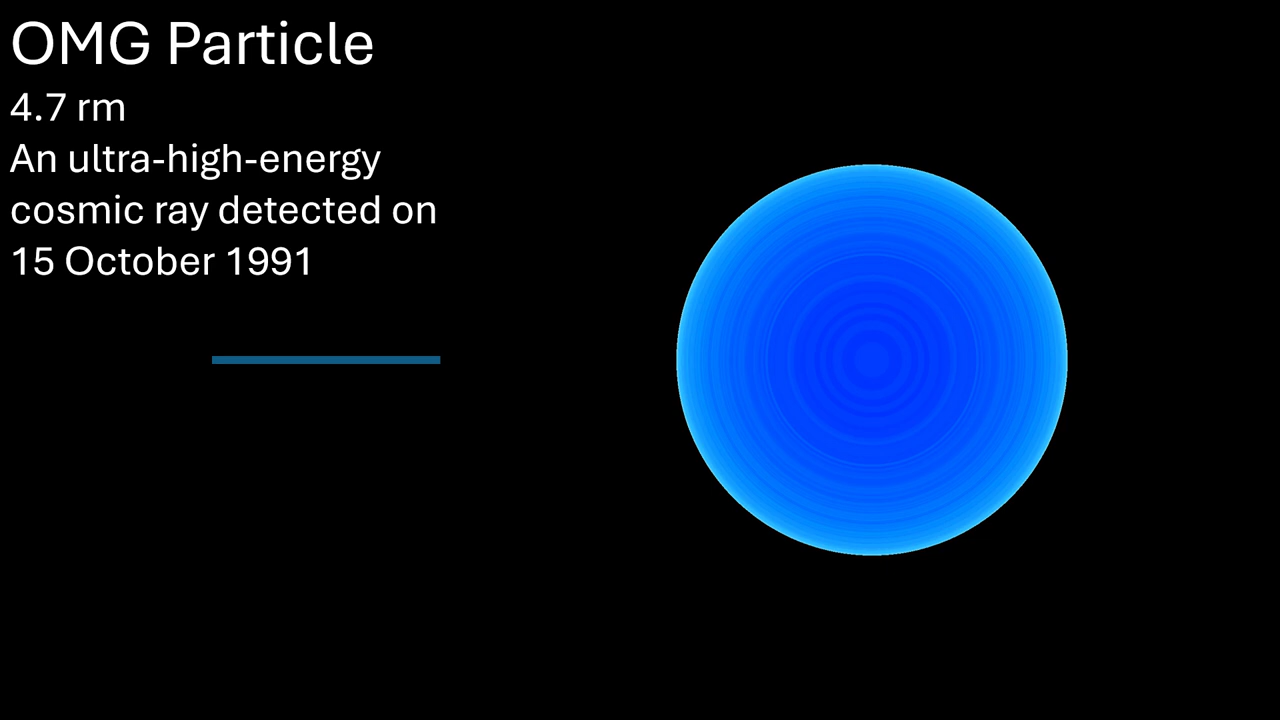 OMG Particle
4.7 rm
An ultra-high-energy
cosmic ray detected on
15 October 1991